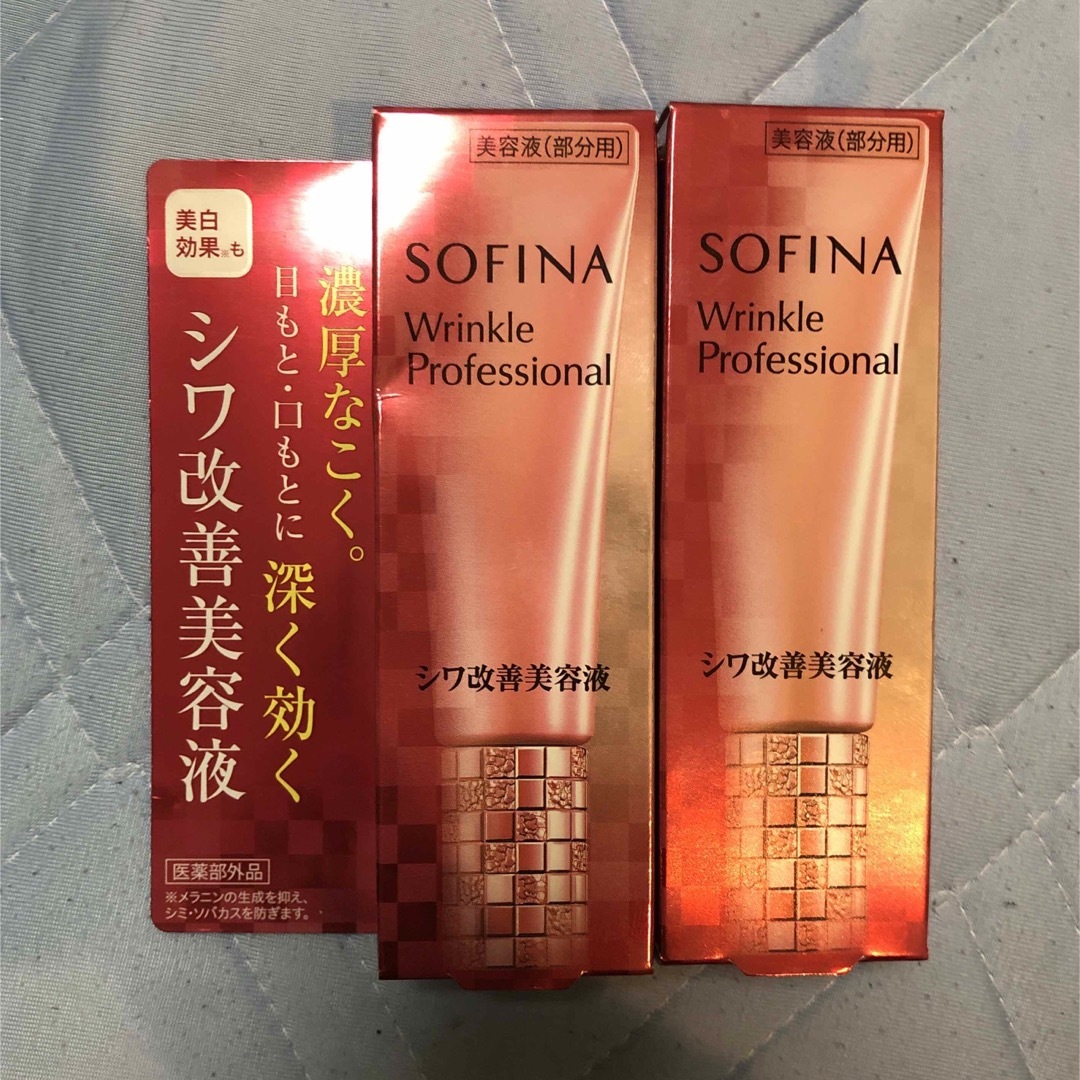 美白
効果※も
濃厚なこく。
目もと・口もとに 深く効く
シワ改善美容液
医薬部外品
※メラニンの生成を抑え、
シミ・ソバカスを防ぎます。
美容液(部分用)
SOFINA
Wrinkle
Professional
シワ改善美容液
美容液(部分用)
SOFINA
Wrinkle
Professional
シワ改善美容液